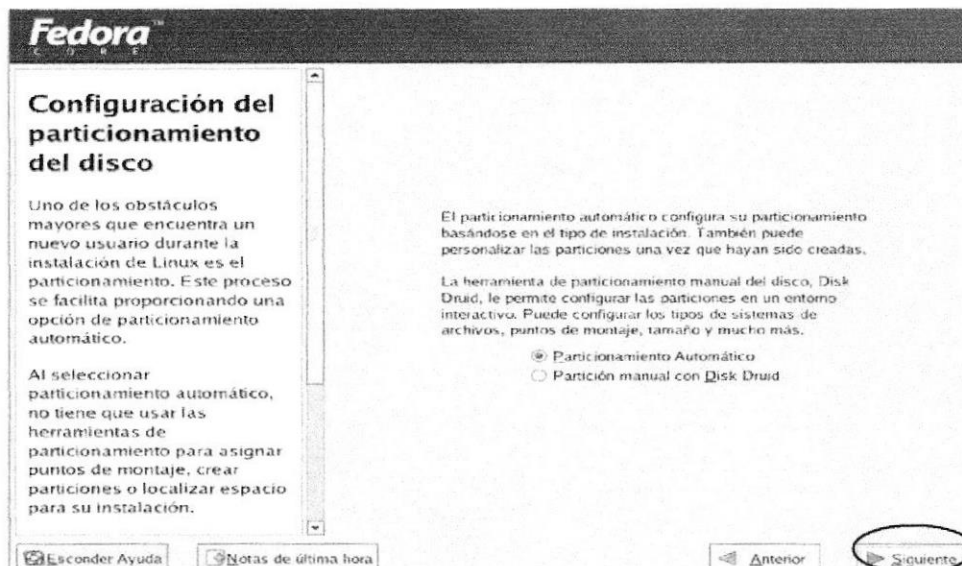 Fedora™
CORE
Configuración del
particionamiento
del disco
Uno de los obstáculos
mayores que encuentra un
nuevo usuario durante la
instalación de Linux es el
particionamiento. Este proceso
se facilita proporcionando una
opción de particionamiento
automático.
Al seleccionar
particionamiento automático,
no tiene que usar las
herramientas de
particionamiento para asignar
puntos de montaje, crear
particiones o localizar espacio
para su instalación.
El particionamiento automático configura su particionamiento
basándose en el tipo de instalación. También puede
personalizar las particiones una vez que hayan sido creadas.
La herramienta de particionamiento manual del disco, Disk
Druid, le permite configurar las particiones en un entorno
interactivo. Puede configurar los tipos de sistemas de
archivos, puntos de montaje, tamaño y mucho más.
Particionamiento Automático
Partición manual con Disk Druid
Esconder Ayuda
Notas de última hora
Anterior
Siguiente